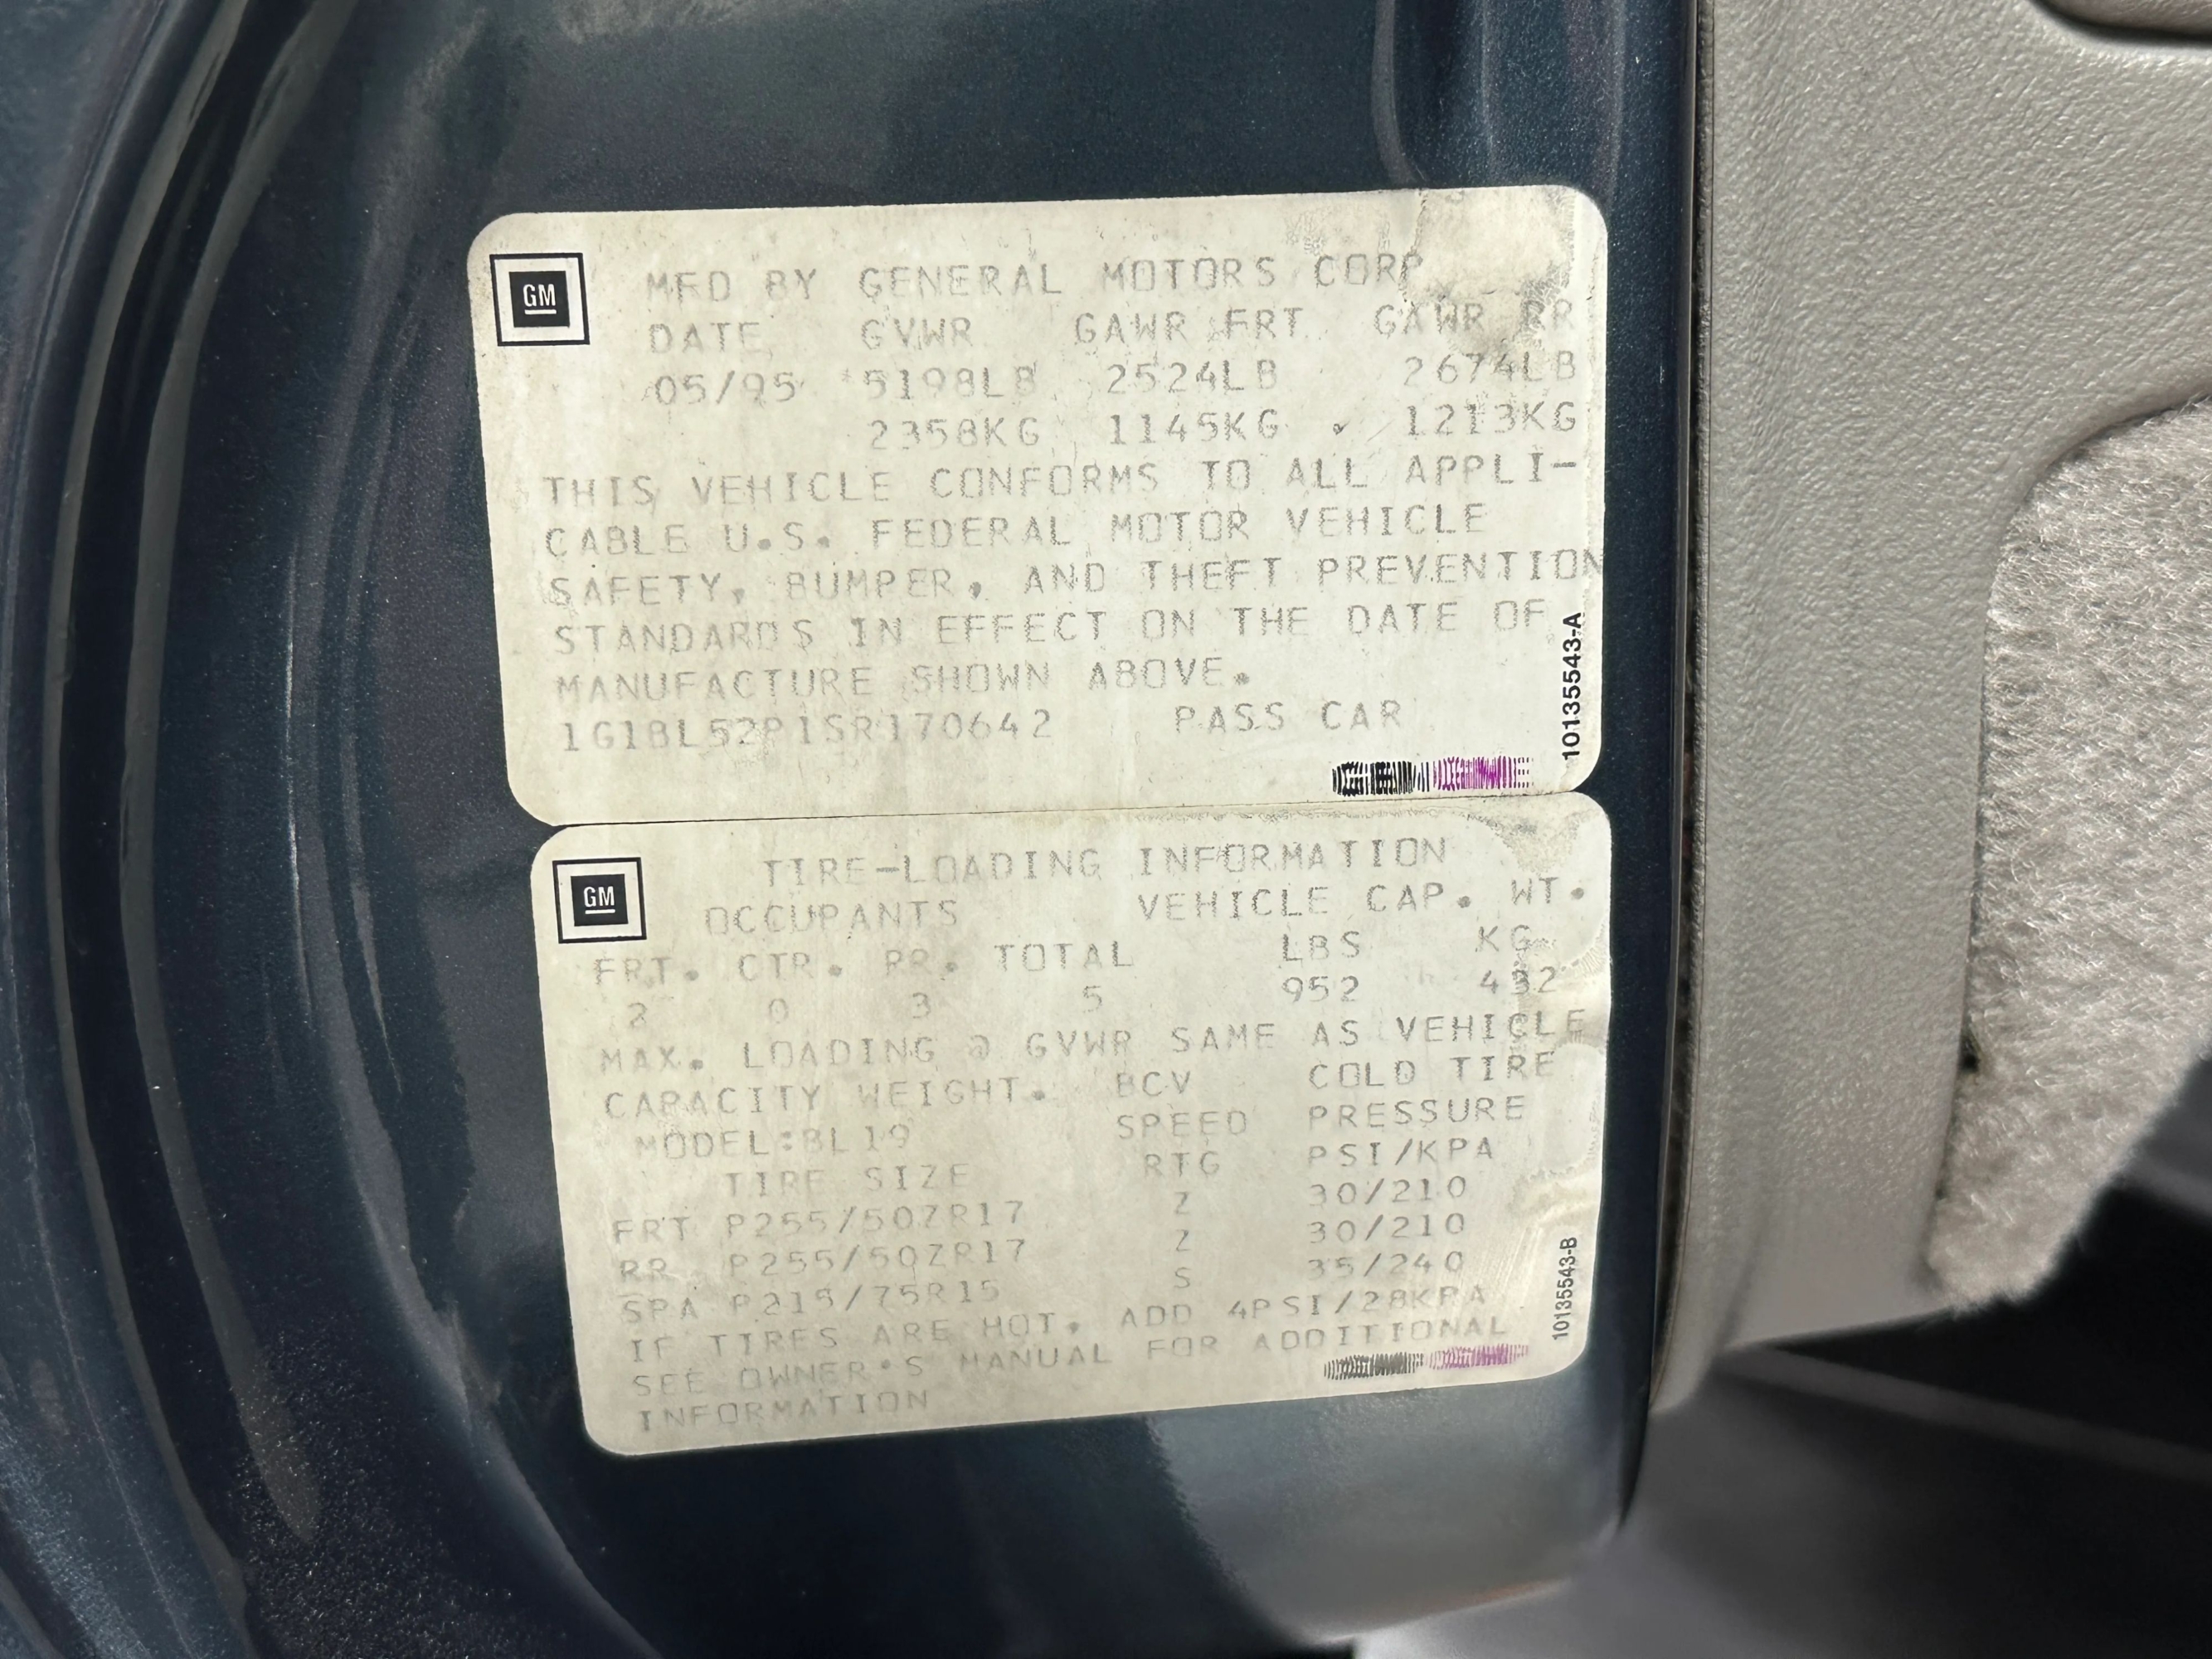 GM
MFD BY GENERAL MOTORS CORP
DATE GVWR GAWR FRT GAWR RR
05/95 5198LB 2524LB 2674LB
2358KG 1145KG 1213KG
THIS VEHICLE CONFORMS TO ALL APPLI-
CABLE U.S. FEDERAL MOTOR VEHICLE
SAFETY, BUMPER, AND THEFT PREVENTION
STANDARDS IN EFFECT ON THE DATE OF
MANUFACTURE SHOWN ABOVE.
1G1BL52P1SR170642 PASS CAR
10135543-A
GM
TIRE-LOADING INFORMATION
OCCUPANTS VEHICLE CAP. WT.
FRT. CTR. RR. TOTAL LBS KG
2 0 3 5 952 432
MAX. LOADING @ GVWR SAME AS VEHICLE
CAPACITY WEIGHT. BCV COLD TIRE
MODEL:BL19 SPEED PRESSURE
TIRE SIZE RTG PSI/KPA
FRT P255/50ZR17 Z 30/210
RR P255/50ZR17 Z 30/210
SPA P215/75R15 S 35/240
IF TIRES ARE HOT, ADD 4PSI/28KPA
SEE OWNER'S MANUAL FOR ADDITIONAL
INFORMATION
10135543-B